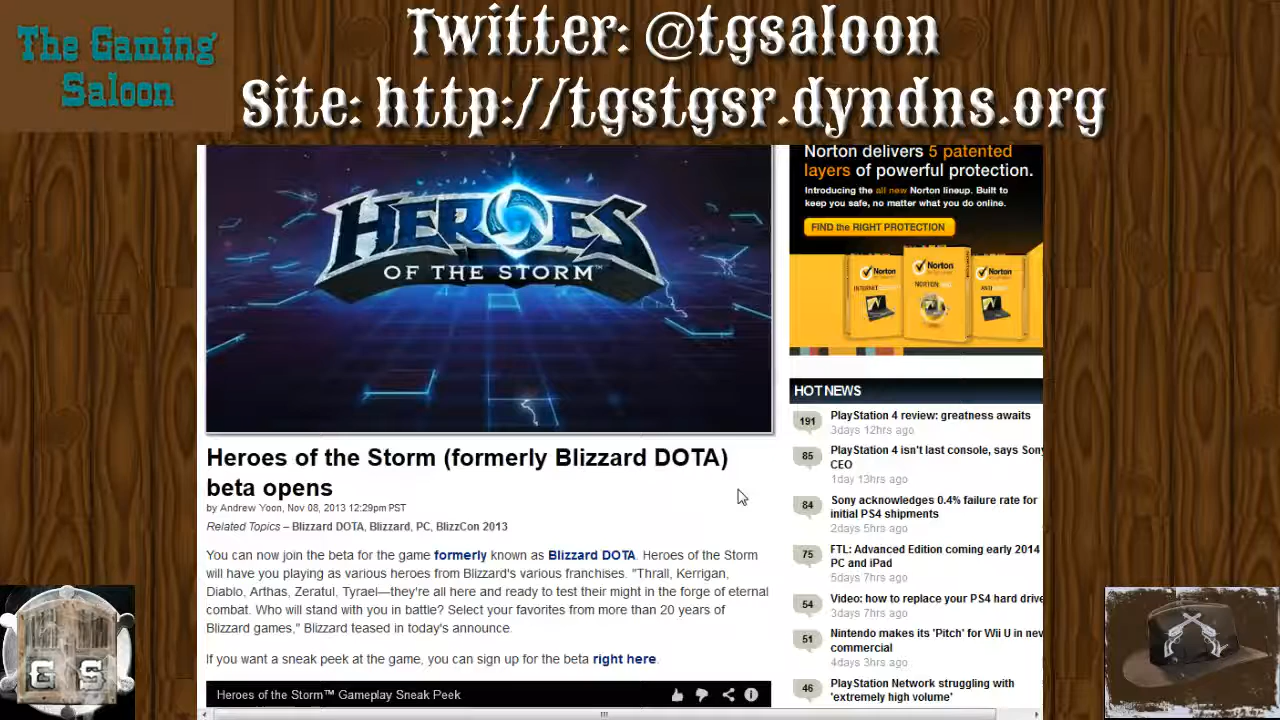 The Gaming
Saloon
Twitter: @tgsaloon
Site: http://tgstgsr.dyndns.org
HEROES
OF THE STORM™
Norton delivers 5 patented
layers of powerful protection.
Introducing the all new Norton lineup. Built to
keep you safe, no matter what you do online.
FIND the RIGHT PROTECTION
Norton
Norton
Norton
HOT NEWS
191
PlayStation 4 review: greatness awaits
3days 12hrs ago
85
PlayStation 4 isn't last console, says Sony
CEO
1day 13hrs ago
84
Sony acknowledges 0.4% failure rate for
initial PS4 shipments
2days 5hrs ago
75
FTL: Advanced Edition coming early 2014
PC and iPad
5days 7hrs ago
54
Video: how to replace your PS4 hard drive
3days 7hrs ago
51
Nintendo makes its 'Pitch' for Wii U in new
commercial
4days 3hrs ago
46
PlayStation Network struggling with
'extremely high volume'
Heroes of the Storm (formerly Blizzard DOTA)
beta opens
by Andrew Yoon, Nov 08, 2013 12:29pm PST
Related Topics – Blizzard DOTA, Blizzard, PC, BlizzCon 2013
You can now join the beta for the game formerly known as Blizzard DOTA. Heroes of the Storm
will have you playing as various heroes from Blizzard's various franchises. "Thrall, Kerrigan,
Diablo, Arthas, Zeratul, Tyrael—they're all here and ready to test their might in the forge of eternal
combat. Who will stand with you in battle? Select your favorites from more than 20 years of
Blizzard games," Blizzard teased in today's announce.
If you want a sneak peek at the game, you can sign up for the beta right here.
Heroes of the Storm™ Gameplay Sneak Peek
G S